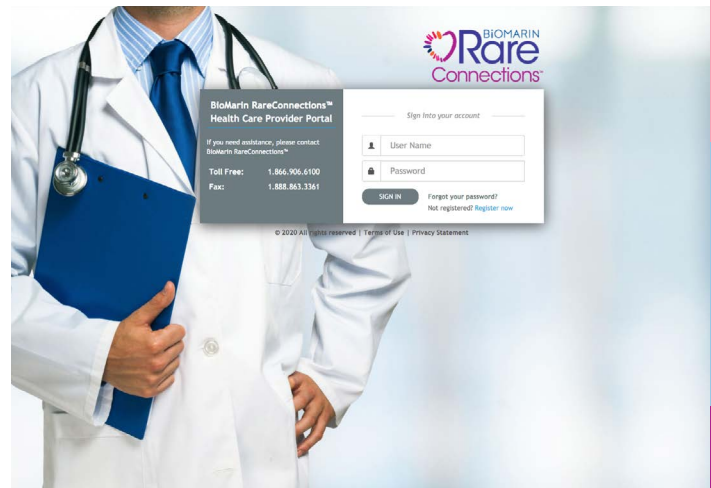 BIOMARIN
Rare
Connections™
BioMarin RareConnections™
Health Care Provider Portal
If you need assistance, please contact
BioMarin RareConnections™
Toll Free: 1.866.906.6100
Fax: 1.888.863.3361
Sign into your account
User Name
Password
SIGN IN
Forgot your password?
Not registered? Register now
© 2020 All rights reserved | Terms of Use | Privacy Statement